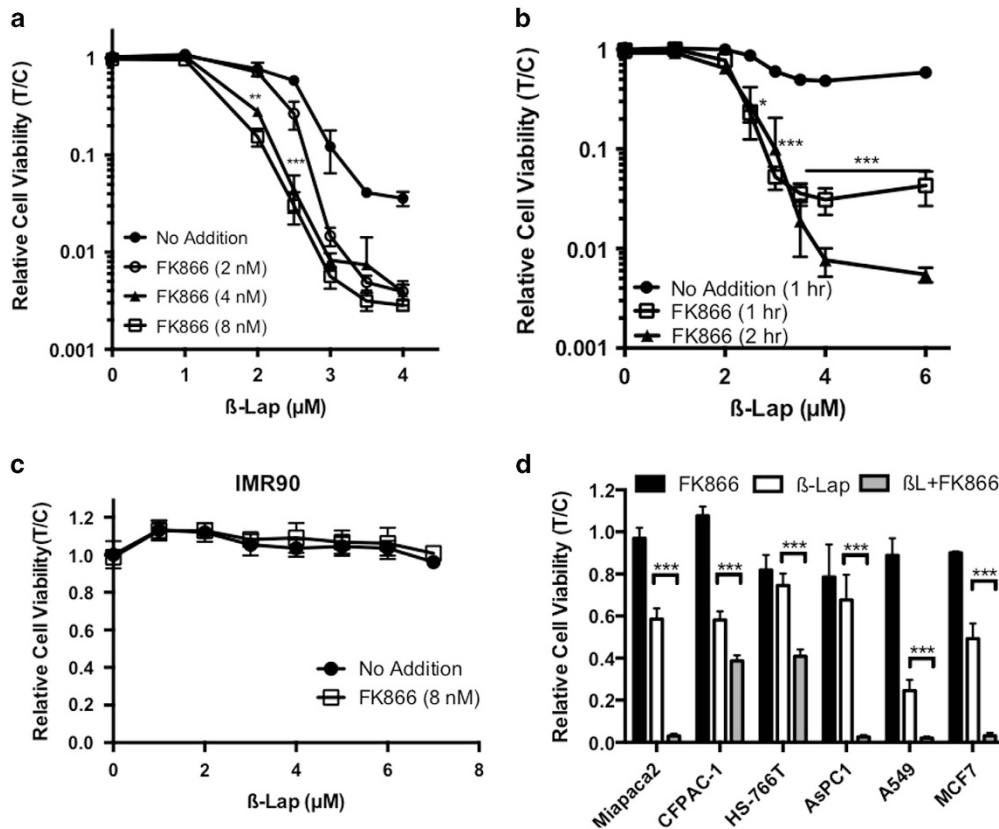 a
Relative Cell Viability (T/C)
1
0.1
0.01
0.001
**
***
No Addition
FK866 (2 nM)
FK866 (4 nM)
FK866 (8 nM)
0 1 2 3 4
ß-Lap (µM)
b
Relative Cell Viability (T/C)
1
0.1
0.01
0.001
*
***
***
No Addition (1 hr)
FK866 (1 hr)
FK866 (2 hr)
0 2 4 6
ß-Lap (µM)
c
IMR90
Relative Cell Viability(T/C)
1.2
1.0
0.8
0.6
0.4
0.2
0.0
No Addition
FK866 (8 nM)
0 2 4 6 8
ß-Lap (µM)
d
FK866 ß-Lap ßL+FK866
Relative Cell Viability (T/C)
1.2
1.0
0.8
0.6
0.4
0.2
0.0
*** *** *** *** *** ***
Miapaca2 CFPAC-1 HS-766T AsPC1 A549 MCF7